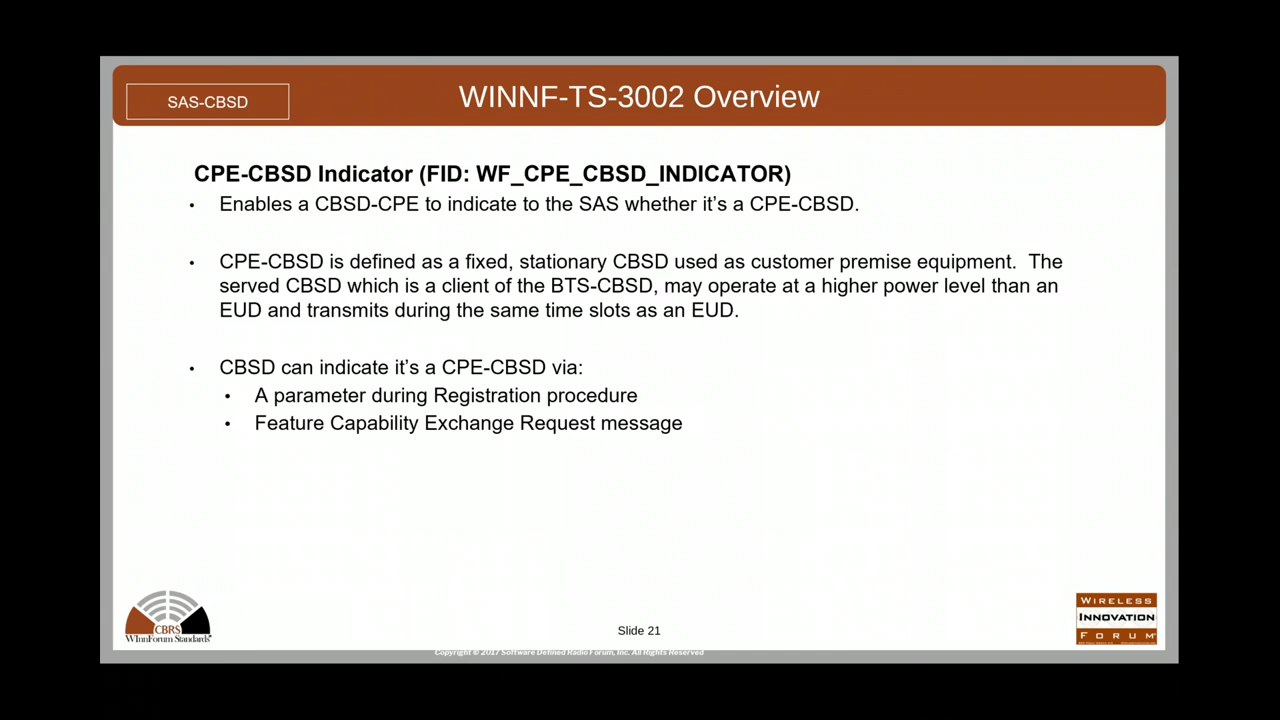 SAS-CBSD
WINNF-TS-3002 Overview
CPE-CBSD Indicator (FID: WF_CPE_CBSD_INDICATOR)
• Enables a CBSD-CPE to indicate to the SAS whether it's a CPE-CBSD.
• CPE-CBSD is defined as a fixed, stationary CBSD used as customer premise equipment. The
served CBSD which is a client of the BTS-CBSD, may operate at a higher power level than an
EUD and transmits during the same time slots as an EUD.
• CBSD can indicate it's a CPE-CBSD via:
• A parameter during Registration procedure
• Feature Capability Exchange Request message
CBRS
WInnForum Standards
Slide 21
WIRELESS
INNOVATION
FORUM
Copyright © 2017 Software Defined Radio Forum, Inc. All Rights Reserved